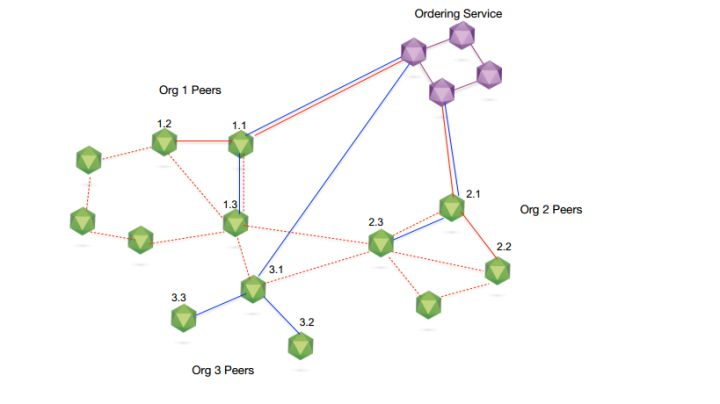 Ordering Service
Org 1 Peers
1.2
1.1
1.3
2.1
Org 2 Peers
2.3
2.2
3.1
3.3
3.2
Org 3 Peers